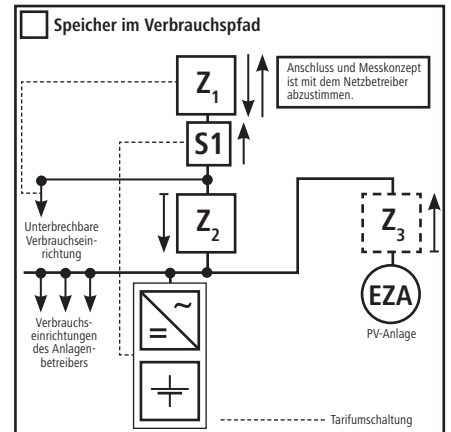 Speicher im Verbrauchspfad
Anschluss und Messkonzept
ist mit dem Netzbetreiber
abzustimmen.
Z1
S1
Z2
Z3
Unterbrechbare
Verbrauchsein-
richtung
EZA
PV-Anlage
Verbrauchs-
einrichtungen
des Anlagen-
betreibers
~
=
Tarifumschaltung